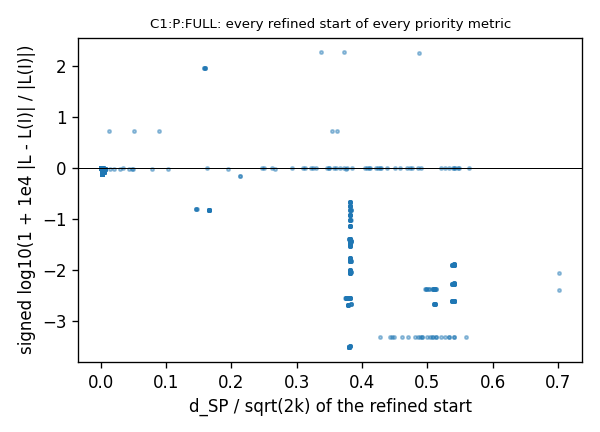 C1:P:FULL: every refined start of every priority metric
signed log10(1 + 1e4 |L - L(I)| / |L(I)|)
2
1
0
−1
−2
−3
0.0 0.1 0.2 0.3 0.4 0.5 0.6 0.7
d_SP / sqrt(2k) of the refined start